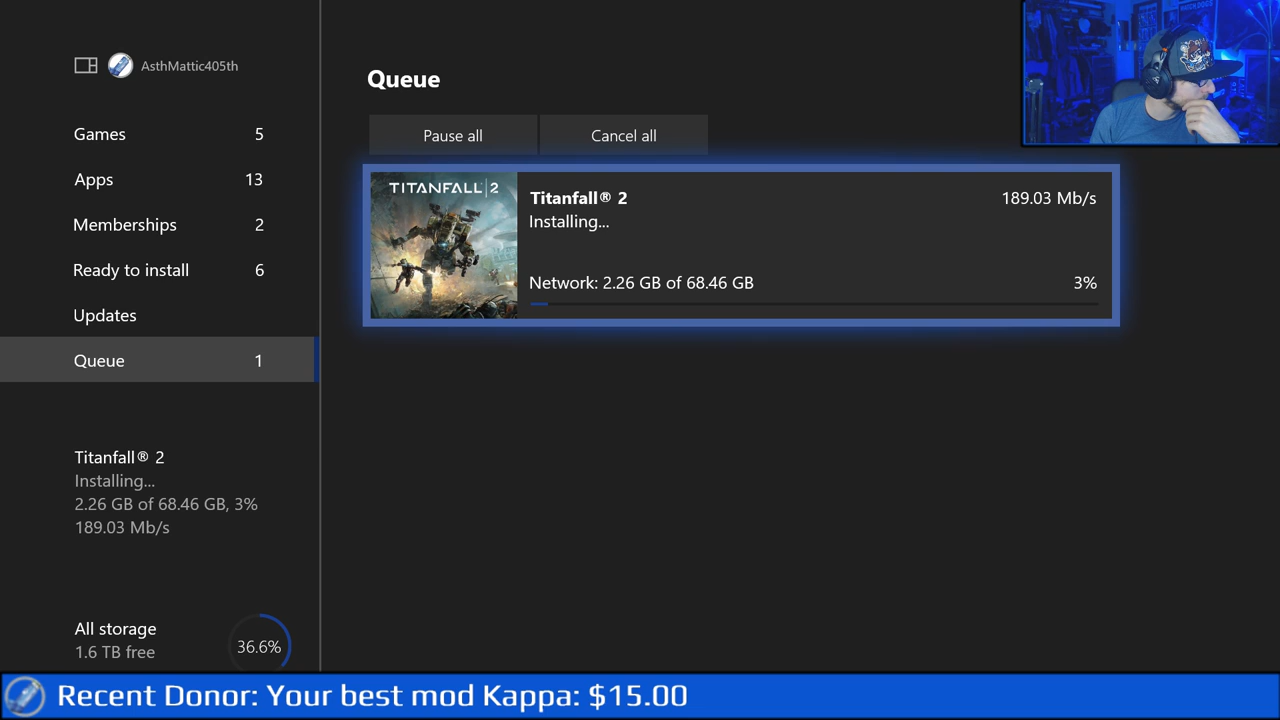 AsthMattic405th
Games 5
Apps 13
Memberships 2
Ready to install 6
Updates
Queue 1
Titanfall® 2
Installing...
2.26 GB of 68.46 GB, 3%
189.03 Mb/s
All storage
1.6 TB free
36.6%
Queue
Pause all Cancel all
TITANFALL|2
Titanfall® 2 189.03 Mb/s
Installing...
Network: 2.26 GB of 68.46 GB 3%
Recent Donor: Your best mod Kappa: $15.00